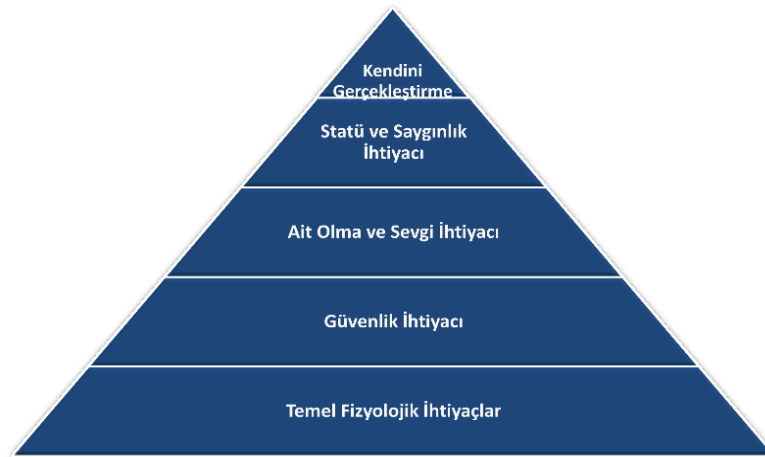 Kendini
Gerçekleştirme
Statü ve Saygınlık
İhtiyacı
Ait Olma ve Sevgi İhtiyacı
Güvenlik İhtiyacı
Temel Fizyolojik İhtiyaçlar